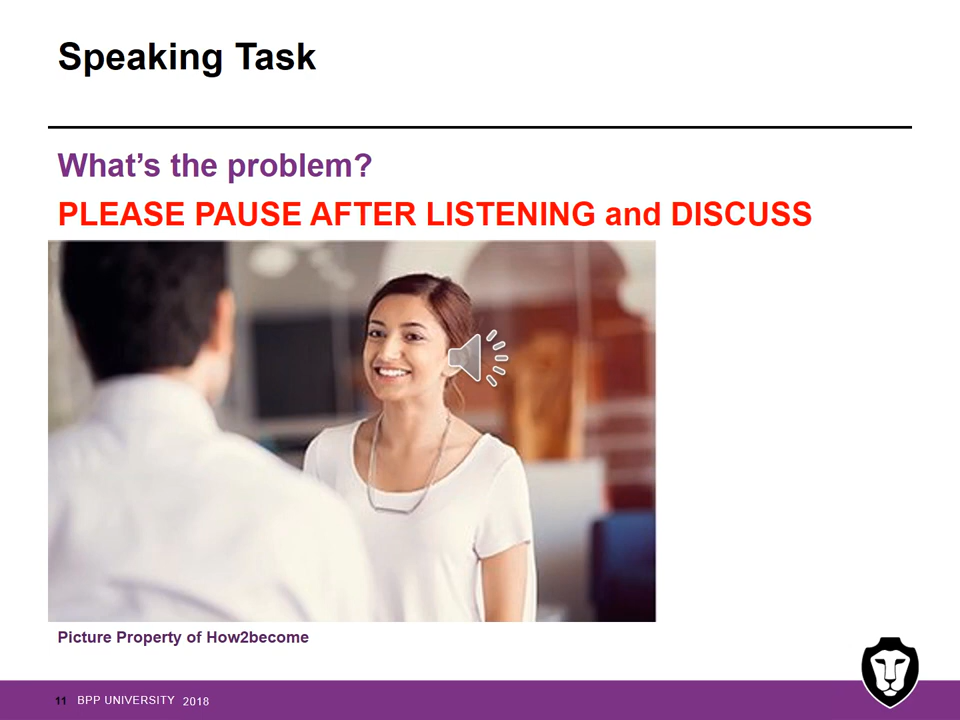 Speaking Task
What’s the problem?
PLEASE PAUSE AFTER LISTENING and DISCUSS
Picture Property of How2become
11 BPP UNIVERSITY 2018